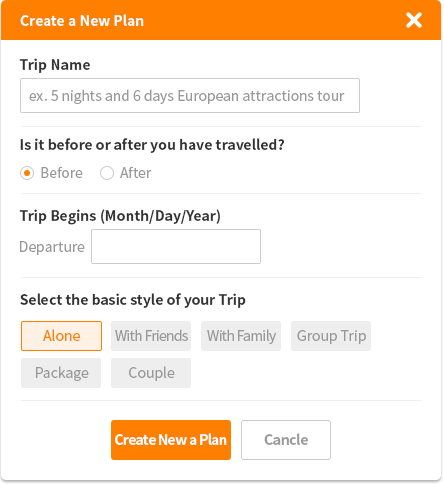 Create a New Plan
Trip Name
ex. 5 nights and 6 days European attractions tour
Is it before or after you have travelled?
Before After
Trip Begins (Month/Day/Year)
Departure
Select the basic style of your Trip
Alone With Friends With Family Group Trip
Package Couple
Create New a Plan Cancle